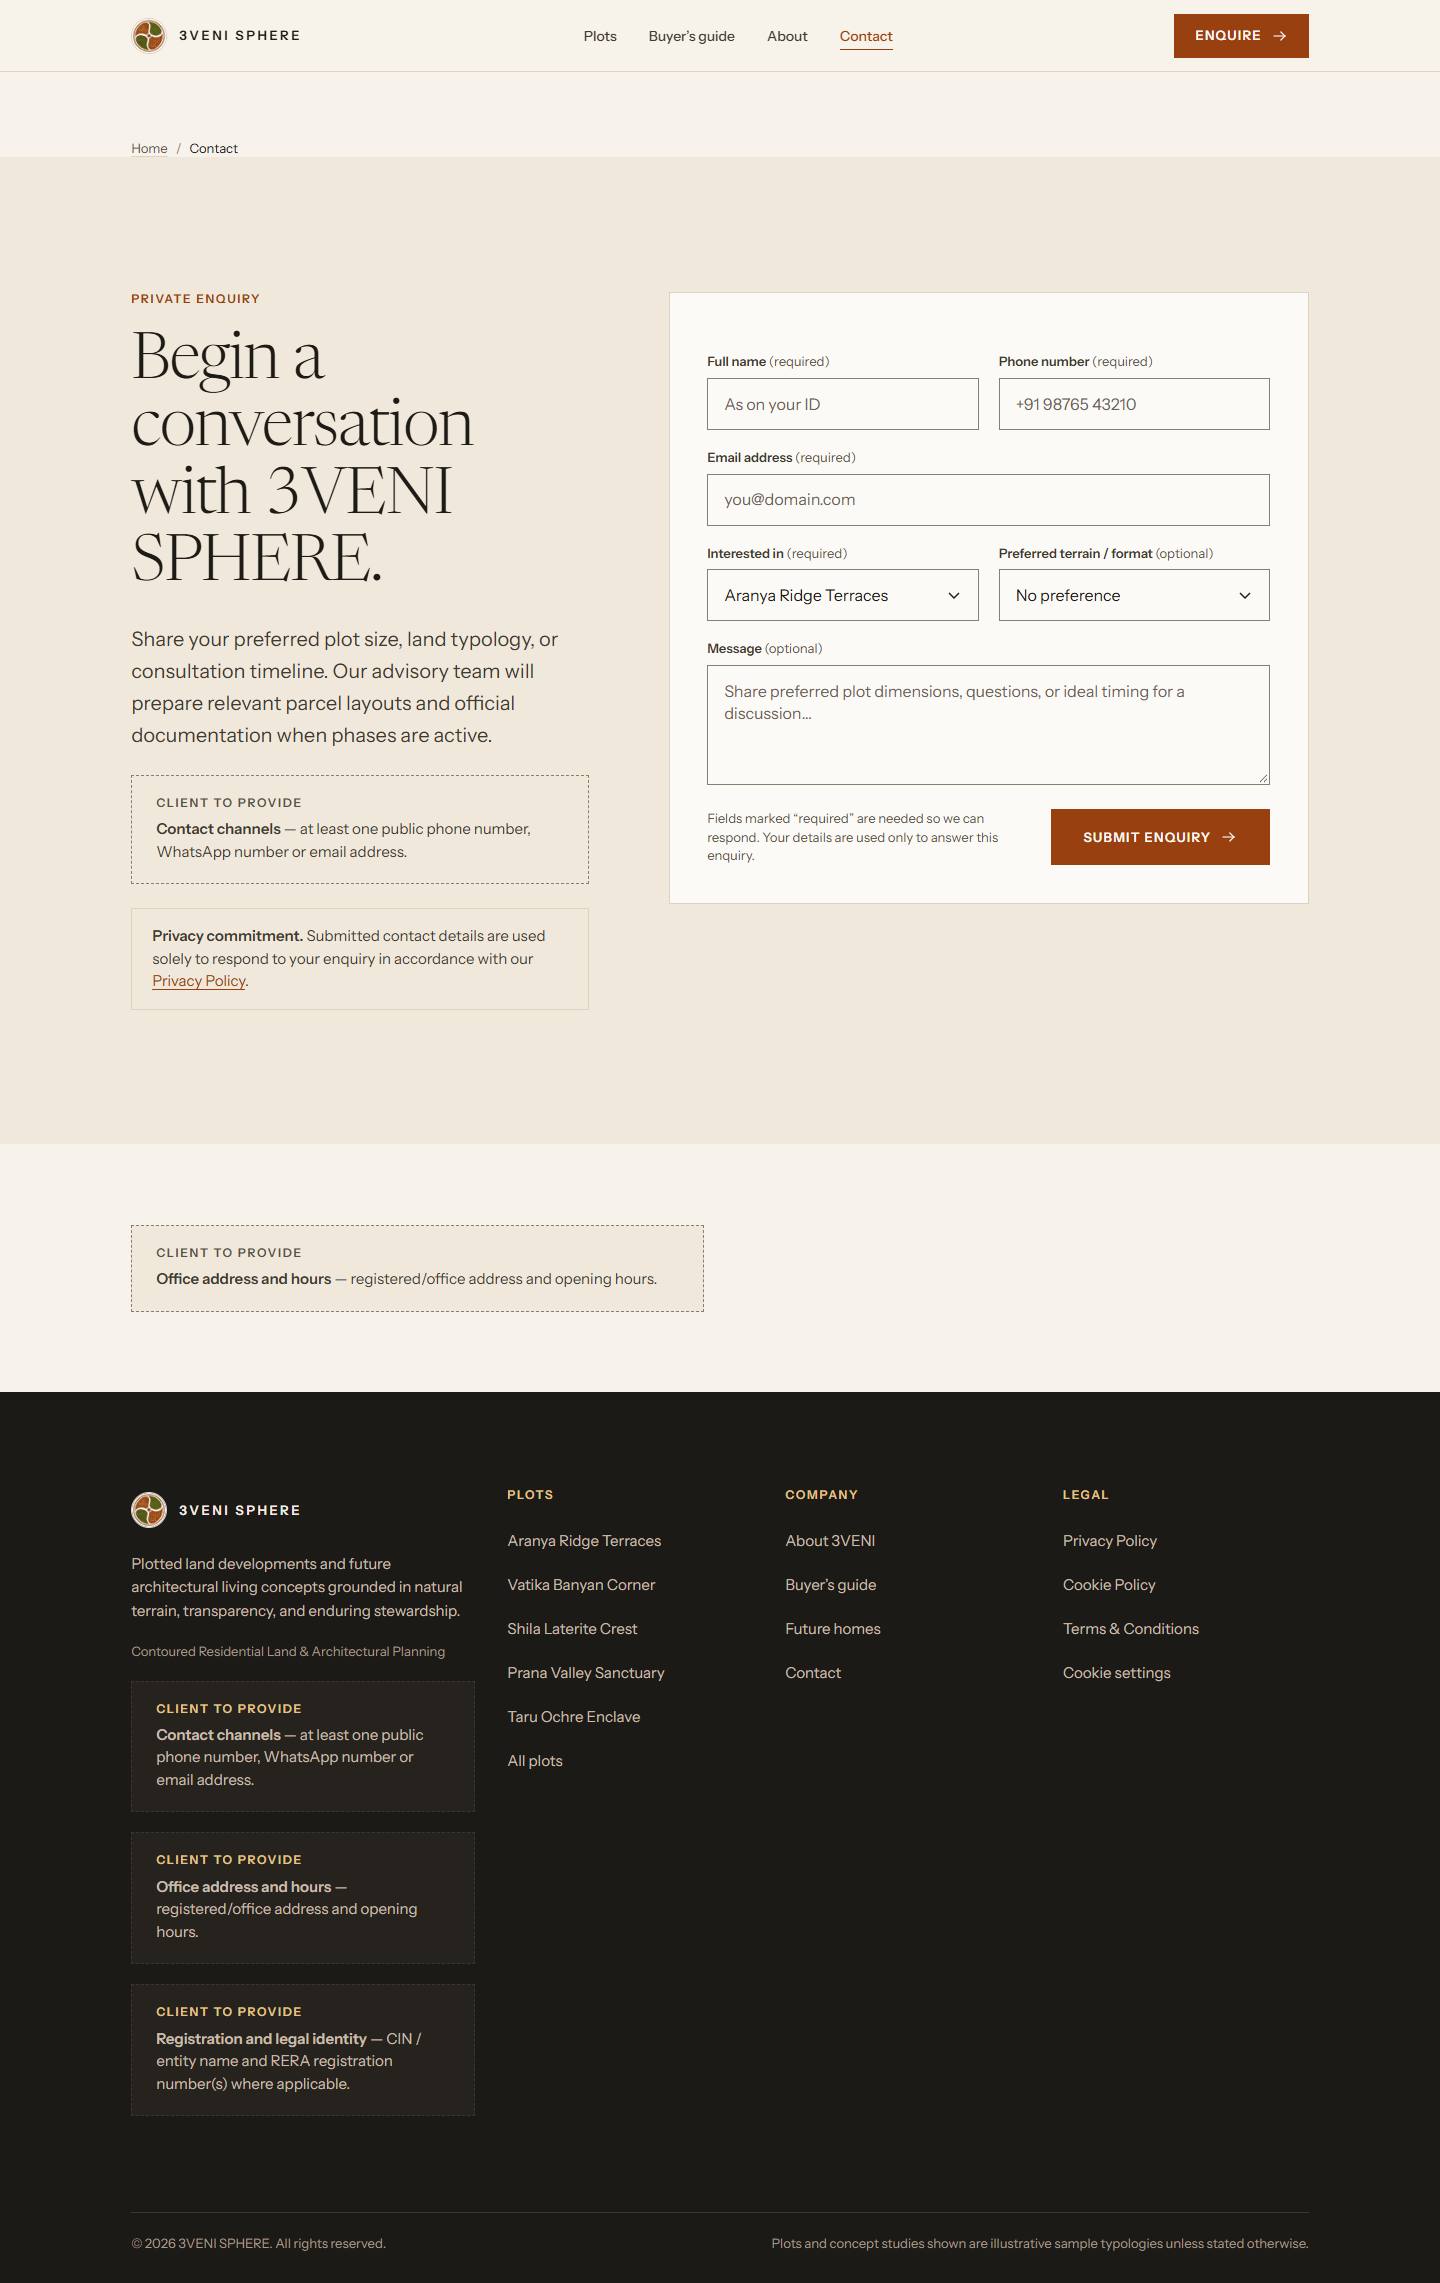 3VENI SPHERE
Plots
Buyer's guide
About
Contact
ENQUIRE →
Home / Contact
PRIVATE ENQUIRY
Begin a
conversation
with 3VENI
SPHERE.
Share your preferred plot size, land typology, or
consultation timeline. Our advisory team will
prepare relevant parcel layouts and official
documentation when phases are active.
CLIENT TO PROVIDE
Contact channels — at least one public phone number,
WhatsApp number or email address.
Privacy commitment. Submitted contact details are used
solely to respond to your enquiry in accordance with our
Privacy Policy.
Full name (required)
As on your ID
Phone number (required)
+91 98765 43210
Email address (required)
you@domain.com
Interested in (required)
Aranya Ridge Terraces
Preferred terrain / format (optional)
No preference
Message (optional)
Share preferred plot dimensions, questions, or ideal timing for a
discussion...
Fields marked “required” are needed so we can
respond. Your details are used only to answer this
enquiry.
SUBMIT ENQUIRY →
CLIENT TO PROVIDE
Office address and hours — registered/office address and opening hours.
3VENI SPHERE
Plotted land developments and future
architectural living concepts grounded in natural
terrain, transparency, and enduring stewardship.
Contoured Residential Land & Architectural Planning
CLIENT TO PROVIDE
Contact channels — at least one public
phone number, WhatsApp number or
email address.
CLIENT TO PROVIDE
Office address and hours —
registered/office address and opening
hours.
CLIENT TO PROVIDE
Registration and legal identity — CIN /
entity name and RERA registration
number(s) where applicable.
PLOTS
Aranya Ridge Terraces
Vatika Banyan Corner
Shila Laterite Crest
Prana Valley Sanctuary
Taru Ochre Enclave
All plots
COMPANY
About 3VENI
Buyer's guide
Future homes
Contact
LEGAL
Privacy Policy
Cookie Policy
Terms & Conditions
Cookie settings
© 2026 3VENI SPHERE. All rights reserved.
Plots and concept studies shown are illustrative sample typologies unless stated otherwise.